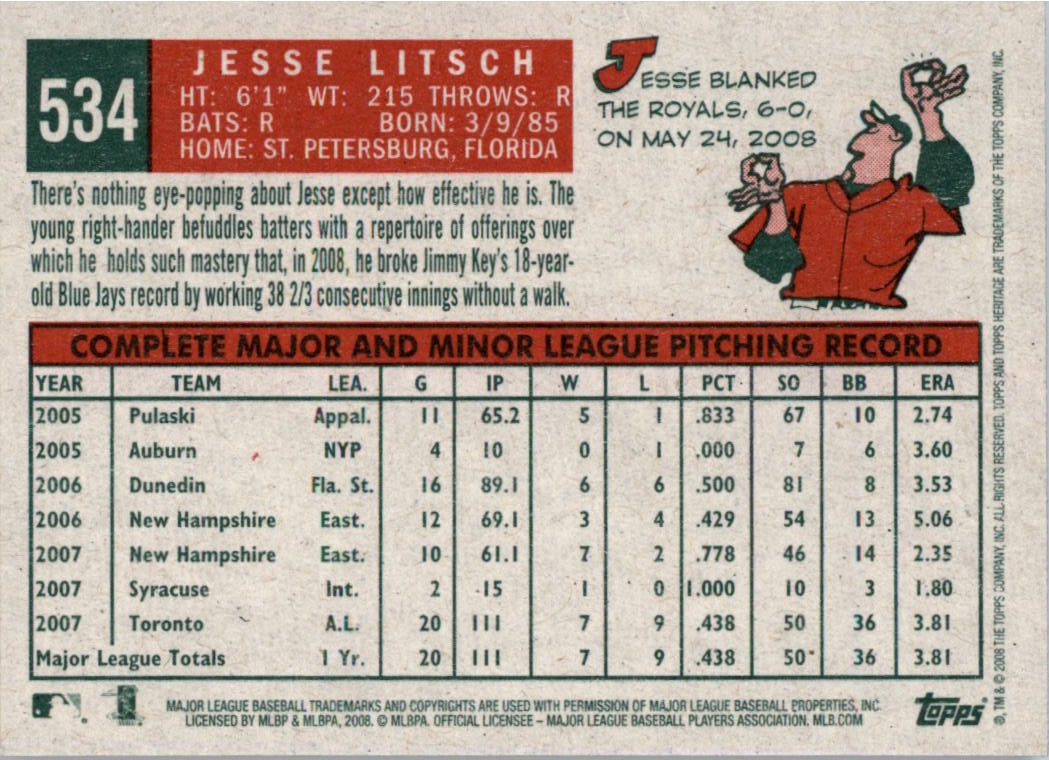 534
JESSE LITSCH
HT: 6'1" WT: 215 THROWS: R
BATS: R BORN: 3/9/85
HOME: ST. PETERSBURG, FLORIDA
JESSE BLANKED
THE ROYALS, 6-0,
ON MAY 24, 2008
There's nothing eye-popping about Jesse except how effective he is. The
young right-hander befuddles batters with a repertoire of offerings over
which he holds such mastery that, in 2008, he broke Jimmy Key's 18-year-
old Blue Jays record by working 38 2/3 consecutive innings without a walk.
COMPLETE MAJOR AND MINOR LEAGUE PITCHING RECORD
YEAR TEAM LEA. G IP W L PCT. SO BB ERA
2005 Pulaski Appal. 11 65.2 5 1 .833 67 10 2.74
2005 Auburn NYP 4 10 0 1 .000 7 6 3.60
2006 Dunedin Fla. St. 16 89.1 6 6 .500 81 8 3.53
2006 New Hampshire East. 12 69.1 3 4 .429 54 13 5.06
2007 New Hampshire East. 10 61.1 7 2 .778 46 14 2.35
2007 Syracuse Int. 2 15 1 0 1.000 10 3 1.80
2007 Toronto A.L. 20 111 7 9 .438 50 36 3.81
Major League Totals 1 Yr. 20 111 7 9 .438 50 36 3.81
MAJOR LEAGUE BASEBALL TRADEMARKS AND COPYRIGHTS ARE USED WITH PERMISSION OF MAJOR LEAGUE BASEBALL PROPERTIES, INC.
LICENSED BY MLBP & MLBPA, 2008. © MLBPA. OFFICIAL LICENSEE – MAJOR LEAGUE BASEBALL PLAYERS ASSOCIATION. MLB.COM
Topps
®, TM & © 2008 THE TOPPS COMPANY, INC. ALL RIGHTS RESERVED. TOPPS AND TOPPS HERITAGE ARE TRADEMARKS OF THE TOPPS COMPANY, INC.